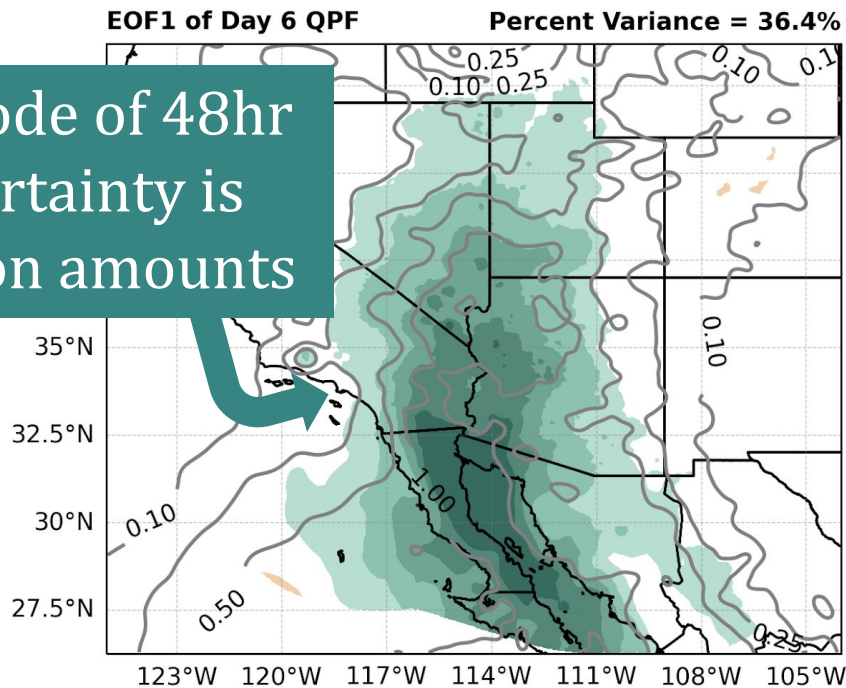 EOF1 of Day 6 QPF Percent Variance = 36.4%
0.25
0.10 0.25
0.10
ode of 48hr
rtainty is
on amounts
0.10
35°N
32.5°N
30°N
27.5°N
1.00
0.10
0.50
0.25
123°W 120°W 117°W 114°W 111°W 108°W 105°W